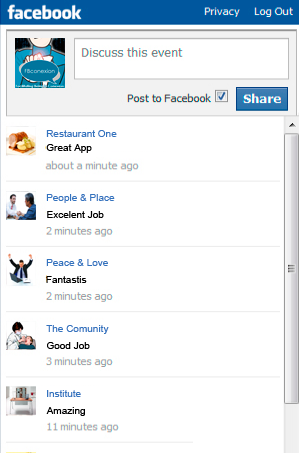 facebook Privacy Log Out
FBconexion
Discuss this event
Post to Facebook Share
Restaurant One
Great App
about a minute ago
People & Place
Excelent Job
2 minutes ago
Peace & Love
Fantastis
2 minutes ago
The Comunity
Good Job
3 minutes ago
Institute
Amazing
11 minutes ago